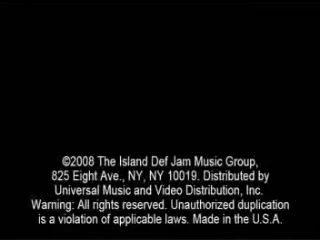 ©2008 The Island Def Jam Music Group,
825 Eight Ave., NY, NY 10019. Distributed by
Universal Music and Video Distribution, Inc.
Warning: All rights reserved. Unauthorized duplication
is a violation of applicable laws. Made in the U.S.A.